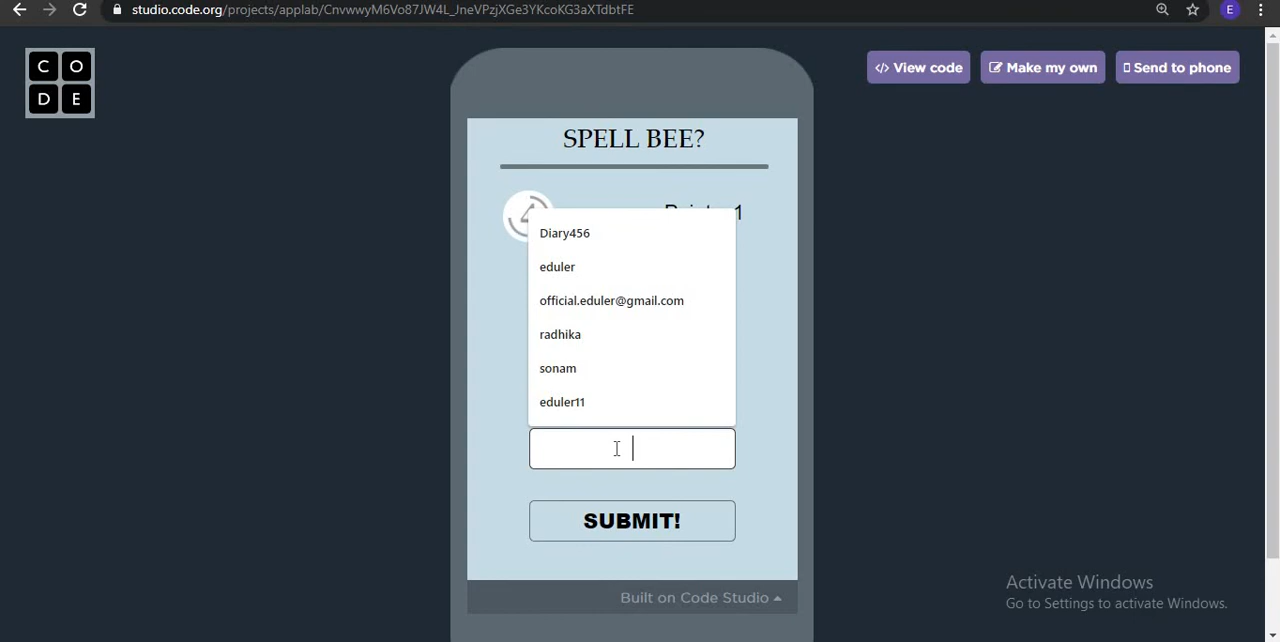 studio.code.org/projects/applab/CnvwwyM6Vo87JW4L_JneVPzjXGe3YKcoKG3aXTdbtFE
E
C O
D E
</> View code
Make my own
Send to phone
SPELL BEE?
1
Diary456
eduler
official.eduler@gmail.com
radhika
sonam
eduler11
SUBMIT!
Built on Code Studio
Activate Windows
Go to Settings to activate Windows.